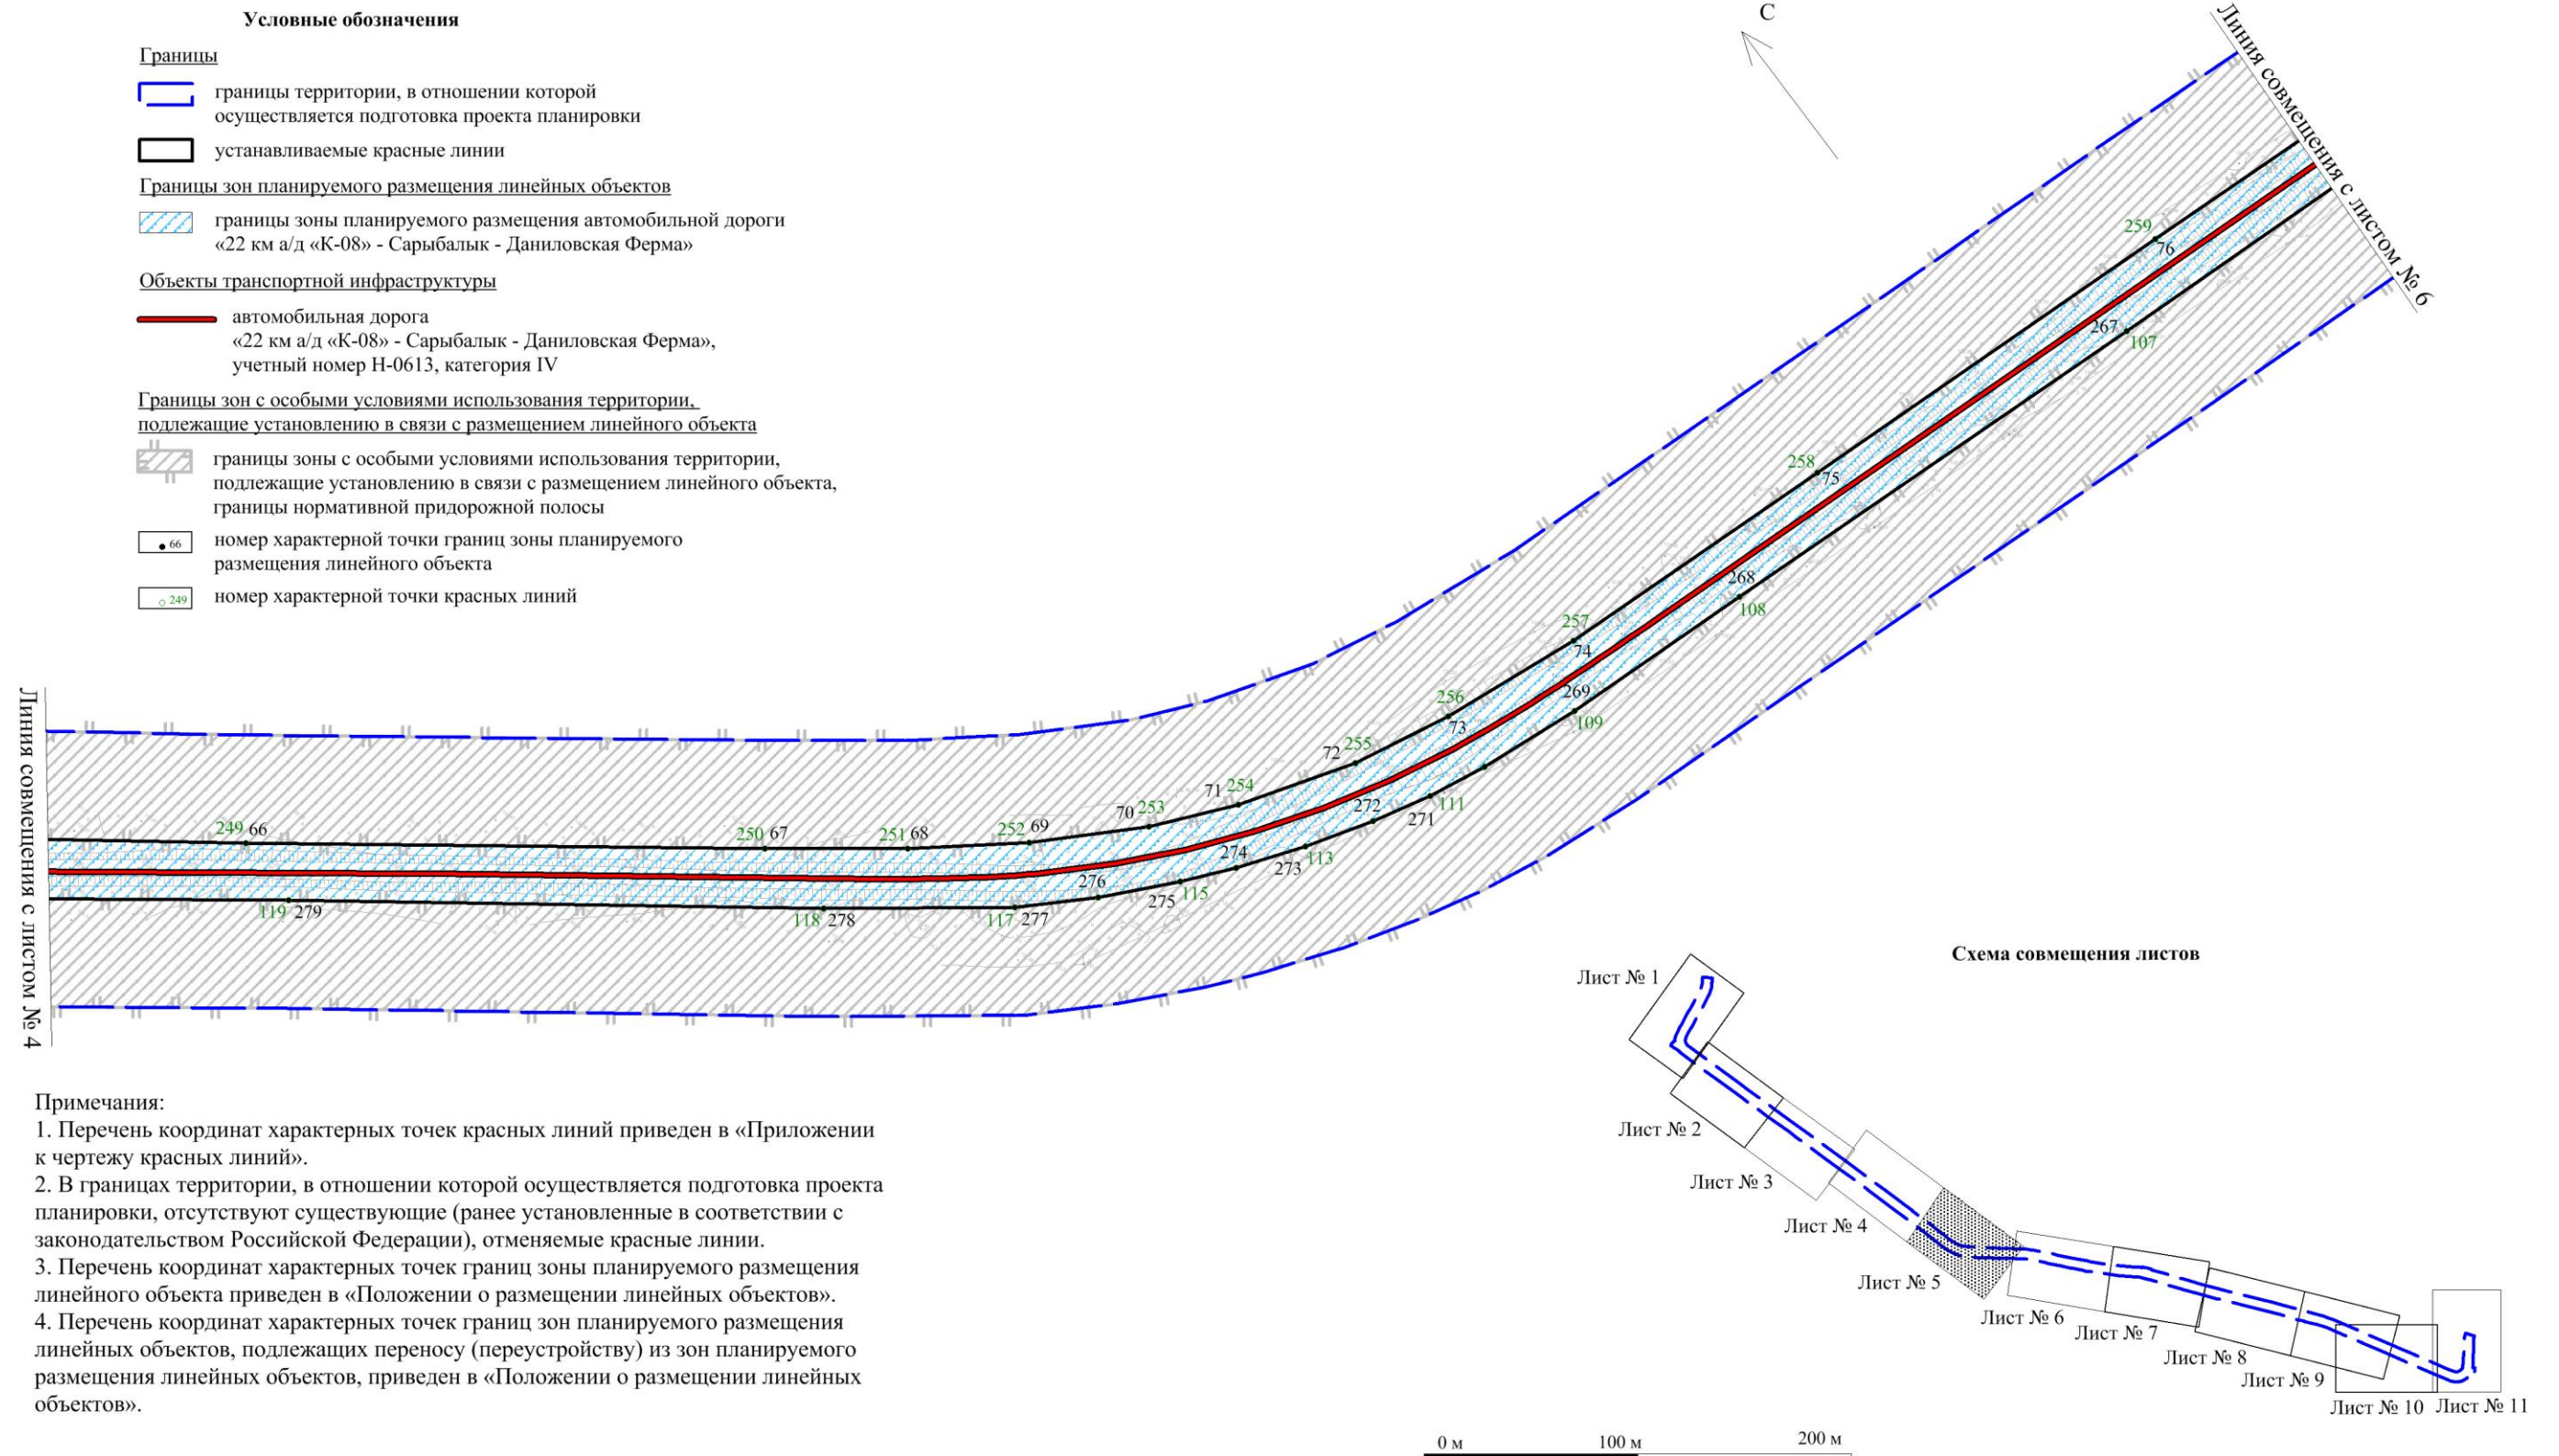 Условные обозначения
Границы
границы территории, в отношении которой
осуществляется подготовка проекта планировки
устанавливаемые красные линии
Границы зон планируемого размещения линейных объектов
границы зоны планируемого размещения автомобильной дороги
«22 км а/д «К-08» - Сарыбалык - Даниловская Ферма»
Объекты транспортной инфраструктуры
автомобильная дорога
«22 км а/д «К-08» - Сарыбалык - Даниловская Ферма»,
учетный номер Н-0613, категория IV
Границы зон с особыми условиями использования территории,
подлежащие установлению в связи с размещением линейного объекта
границы зоны с особыми условиями использования территории,
подлежащие установлению в связи с размещением линейного объекта,
границы нормативной придорожной полосы
66
номер характерной точки границ зоны планируемого
размещения линейного объекта
249
номер характерной точки красных линий
С
Линия совмещения с листом № 6
259
76
267
107
258
75
268
108
257
74
269
109
256
73
72 255
272
111
271
71 254
70 253
274
113
273
276
115
275
252 69
251 68
250 67
249 66
119 279
118 278
117 277
Линия совмещения с листом № 4
Схема совмещения листов
Лист № 1
Лист № 2
Лист № 3
Лист № 4
Лист № 5
Лист № 6
Лист № 7
Лист № 8
Лист № 9
Лист № 10
Лист № 11
Примечания:
1. Перечень координат характерных точек красных линий приведен в «Приложении
к чертежу красных линий».
2. В границах территории, в отношении которой осуществляется подготовка проекта
планировки, отсутствуют существующие (ранее установленные в соответствии с
законодательством Российской Федерации), отменяемые красные линии.
3. Перечень координат характерных точек границ зоны планируемого размещения
линейного объекта приведен в «Положении о размещении линейных объектов».
4. Перечень координат характерных точек границ зон планируемого размещения
линейных объектов, подлежащих переносу (переустройству) из зон планируемого
размещения линейных объектов, приведен в «Положении о размещении линейных
объектов».
0 м 100 м 200 м